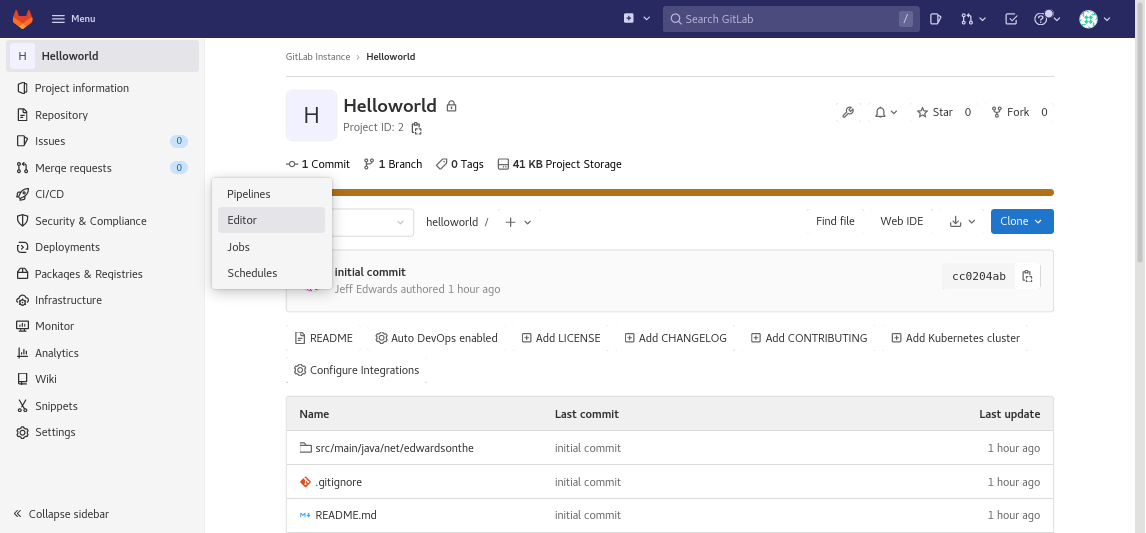 Menu
Search GitLab
/
H Helloworld
Project information
Repository
Issues 0
Merge requests 0
CI/CD
Security & Compliance
Deployments
Packages & Registries
Infrastructure
Monitor
Analytics
Wiki
Snippets
Settings
Collapse sidebar
Pipelines
Editor
Jobs
Schedules
GitLab Instance › Helloworld
H
Helloworld
Project ID: 2
Star 0
Fork 0
1 Commit 1 Branch 0 Tags 41 KB Project Storage
helloworld /
Find file
Web IDE
Clone
initial commit
Jeff Edwards authored 1 hour ago
cc0204ab
README Auto DevOps enabled Add LICENSE Add CHANGELOG Add CONTRIBUTING Add Kubernetes cluster
Configure Integrations
Name Last commit Last update
src/main/java/net/edwardsonthe initial commit 1 hour ago
.gitignore initial commit 1 hour ago
README.md initial commit 1 hour ago